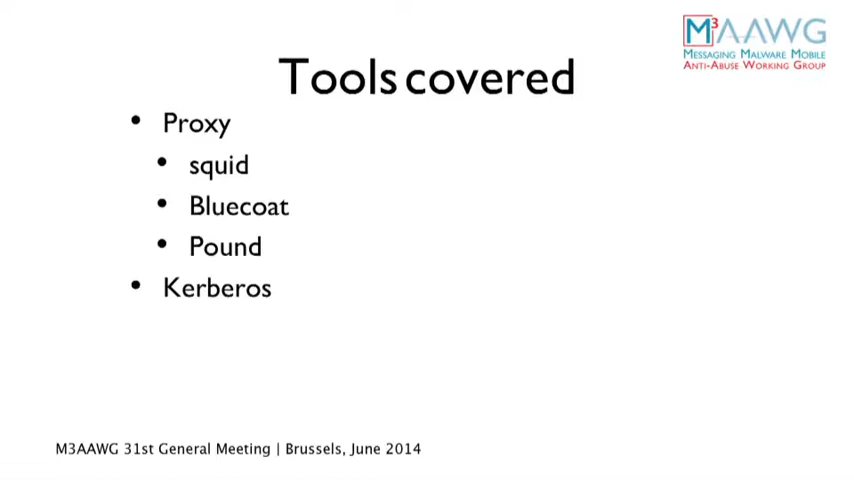 M³AAWG
MESSAGING MALWARE MOBILE
ANTI-ABUSE WORKING GROUP
Tools covered
• Proxy
• squid
• Bluecoat
• Pound
• Kerberos
M3AAWG 31st General Meeting | Brussels, June 2014